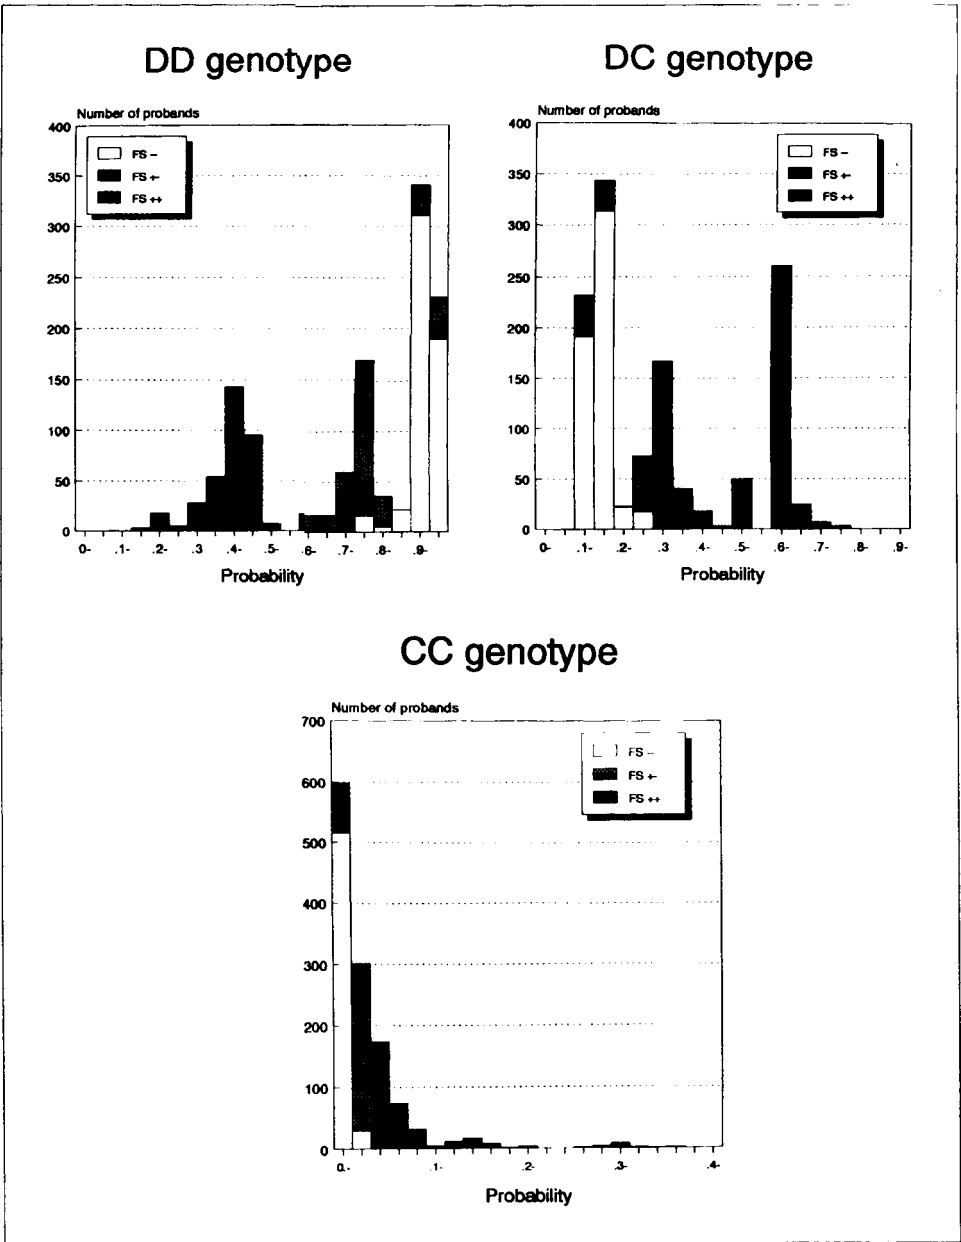 DD genotype
Number of probands
400
350
300
250
200
150
100
50
0
FS –
FS +-
FS ++
0- .1- .2- .3 .4- .5- .6- .7- .8- .9-
Probability
DC genotype
Number of probands
400
350
300
250
200
150
100
50
0
FS –
FS +-
FS ++
0- .1- .2- .3 .4- .5- .6- .7- .8- .9-
Probability
CC genotype
Number of probands
700
600
500
400
300
200
100
0
FS –
FS +-
FS ++
0.- .1- .2- .3- .4-
Probability